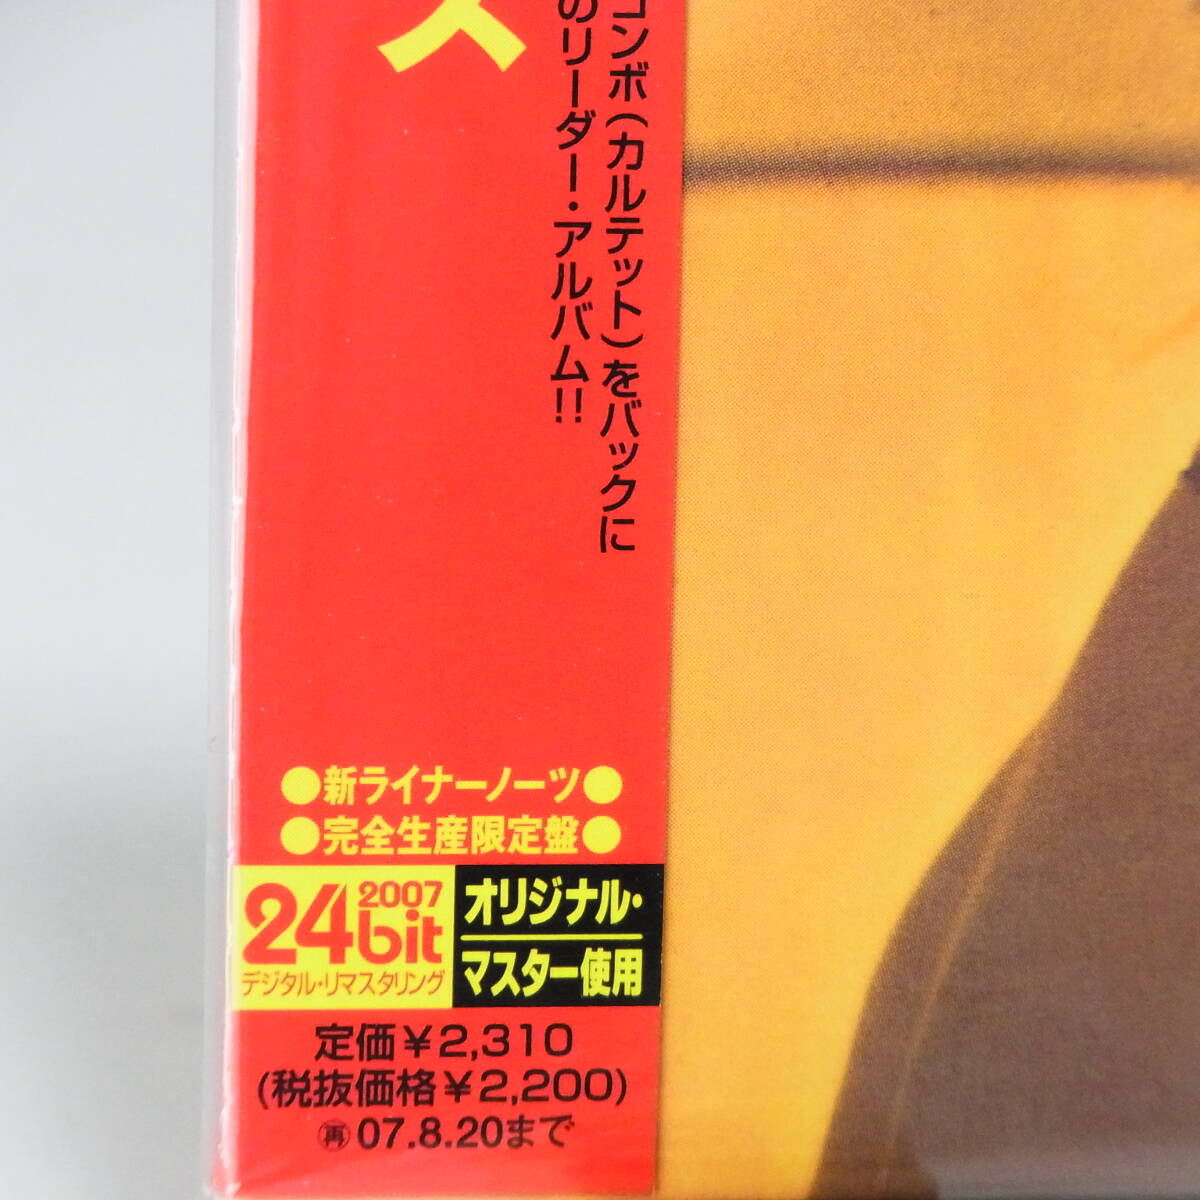 ス
コンボ(カルテット)をバックに
のリーダー・アルバム!!
●新ライナーノーツ●
●完全生産限定盤●
24bit 2007
デジタル・リマスタリング
オリジナル・
マスター使用
定価¥2,310
(税抜価格¥2,200)
㊢07.8.20まで